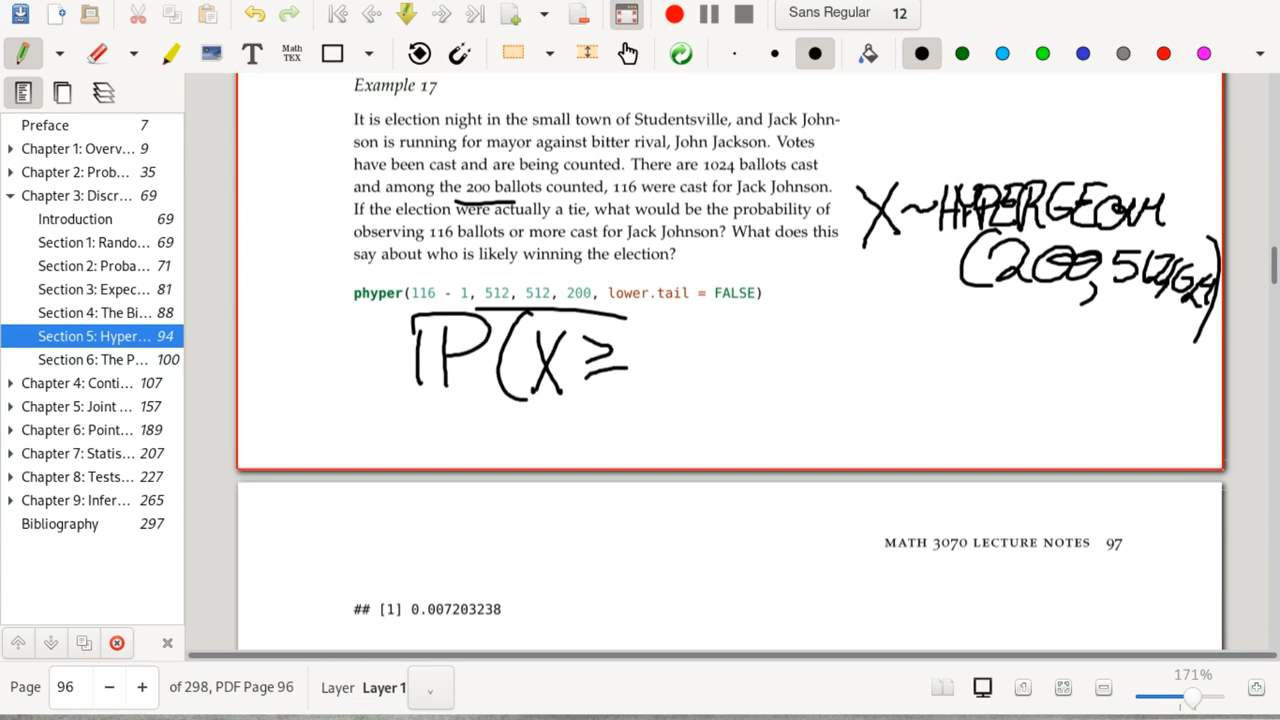 Sans Regular 12
Math
TEX
Preface 7
Chapter 1: Overv... 9
Chapter 2: Prob... 35
Chapter 3: Discr... 69
Introduction 69
Section 1: Rando... 69
Section 2: Proba... 71
Section 3: Expec... 81
Section 4: The Bi... 88
Section 5: Hyper... 94
Section 6: The P... 100
Chapter 4: Conti... 107
Chapter 5: Joint ... 157
Chapter 6: Point... 189
Chapter 7: Statis... 207
Chapter 8: Tests... 227
Chapter 9: Infer... 265
Bibliography 297
Example 17
It is election night in the small town of Studentsville, and Jack John-
son is running for mayor against bitter rival, John Jackson. Votes
have been cast and are being counted. There are 1024 ballots cast
and among the 200 ballots counted, 116 were cast for Jack Johnson.
If the election were actually a tie, what would be the probability of
observing 116 ballots or more cast for Jack Johnson? What does this
say about who is likely winning the election?
X~HYPERGEOM
(200, 512, 1024)
phyper(116 - 1, 512, 512, 200, lower.tail = FALSE)
P(X ≥
MATH 3070 LECTURE NOTES 97
## [1] 0.007203238
Page 96 of 298, PDF Page 96
Layer Layer 1
171%